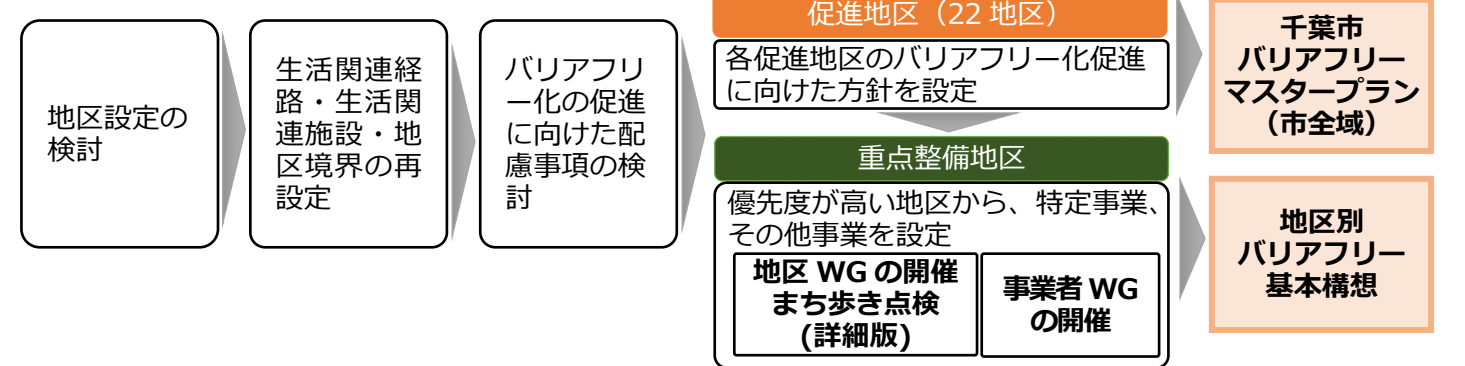 地区設定の
検討
生活関連経
路・生活関
連施設・地
区境界の再
設定
バリアフリ
ー化の促進
に向けた配
慮事項の検
討
促進地区（22 地区）
各促進地区のバリアフリー化促進
に向けた方針を設定
重点整備地区
優先度が高い地区から、特定事業、
その他事業を設定
地区 WG の開催
まち歩き点検
(詳細版)
事業者 WG
の開催
千葉市
バリアフリー
マスタープラン
（市全域）
地区別
バリアフリー
基本構想